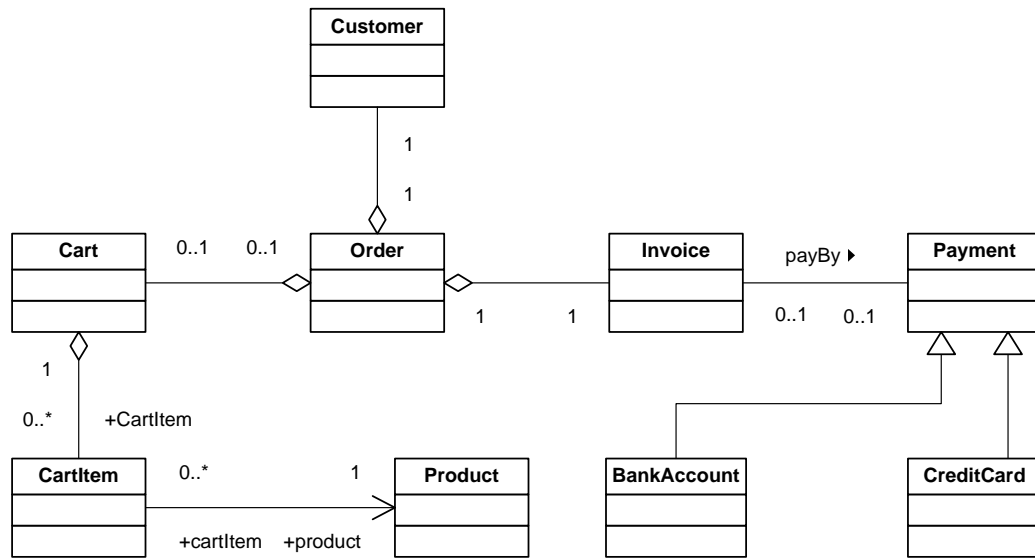 Customer
1
1
Cart
0..1
0..1
Order
Invoice
payBy
Payment
1
1
0..1
0..1
1
0..*
+CartItem
CartItem
0..*
1
Product
BankAccount
CreditCard
+cartItem
+product